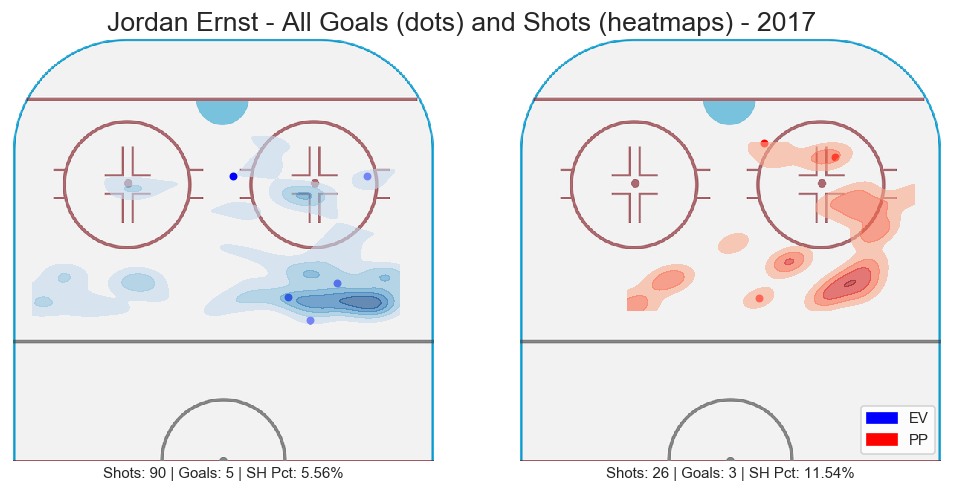 Jordan Ernst - All Goals (dots) and Shots (heatmaps) - 2017
EV
PP
Shots: 90 | Goals: 5 | SH Pct: 5.56%
Shots: 26 | Goals: 3 | SH Pct: 11.54%